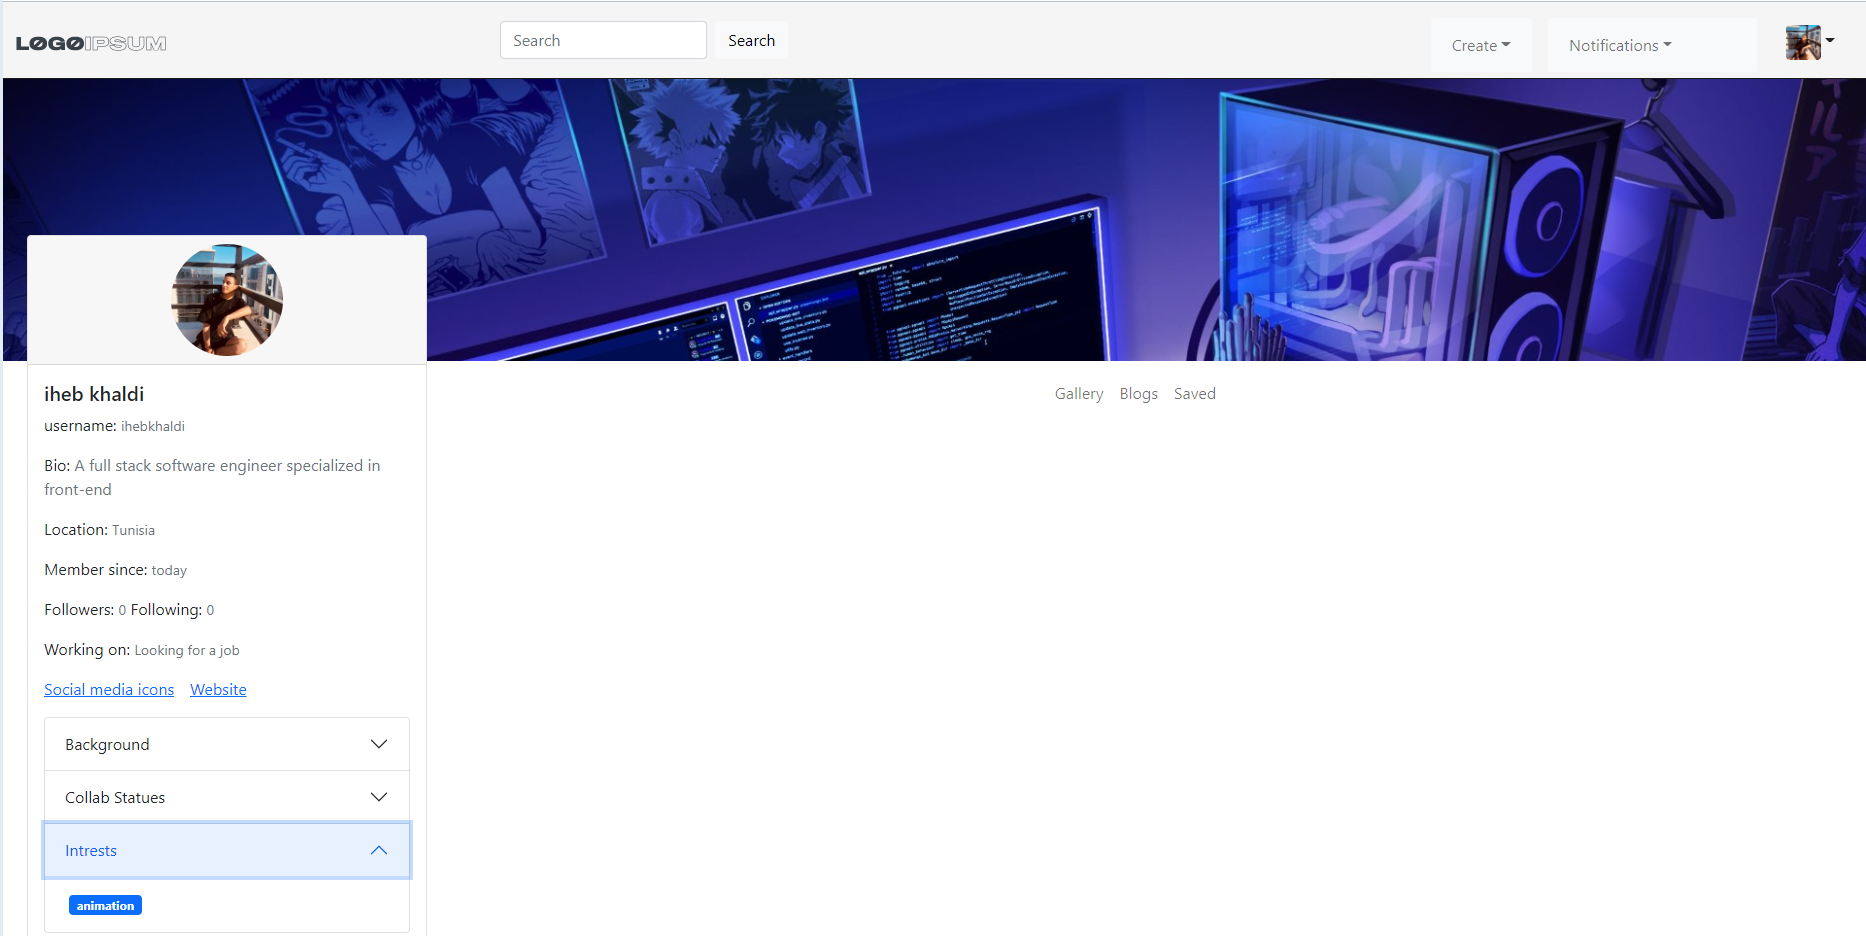 LOGOIPSUM
Search
Search
Create
Notifications
iheb khaldi
username: ihebkhaldi
Bio: A full stack software engineer specialized in
front-end
Location: Tunisia
Member since: today
Followers: 0 Following: 0
Working on: Looking for a job
Social media icons Website
Background
Collab Statues
Intrests
animation
Gallery Blogs Saved